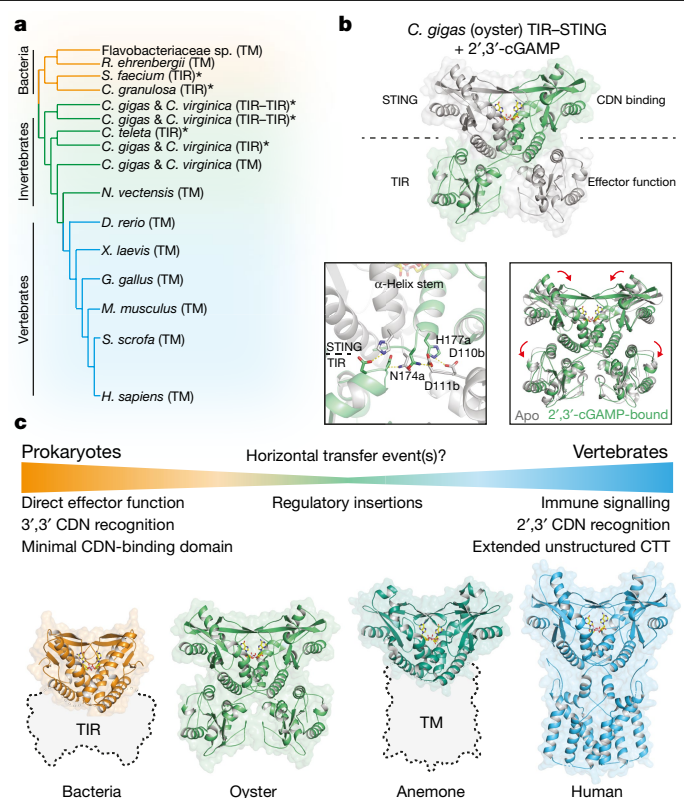 a
Bacteria
Invertebrates
Vertebrates
Flavobacteriaceae sp. (TM)
R. ehrenbergii (TM)
S. faecium (TIR)*
C. granulosa (TIR)*
C. gigas & C. virginica (TIR–TIR)*
C. gigas & C. virginica (TIR–TIR)*
C. teleta (TIR)*
C. gigas & C. virginica (TIR)*
C. gigas & C. virginica (TM)
N. vectensis (TM)
D. rerio (TM)
X. laevis (TM)
G. gallus (TM)
M. musculus (TM)
S. scrofa (TM)
H. sapiens (TM)
b
C. gigas (oyster) TIR–STING
+ 2′,3′-cGAMP
STING
CDN binding
TIR
Effector function
α-Helix stem
STING
TIR
H177a
D110b
N174a
D111b
Apo
2′,3′-cGAMP-bound
c
Prokaryotes
Horizontal transfer event(s)?
Vertebrates
Direct effector function
Regulatory insertions
Immune signalling
3′,3′ CDN recognition
2′,3′ CDN recognition
Minimal CDN-binding domain
Extended unstructured CTT
TIR
TM
Bacteria
Oyster
Anemone
Human